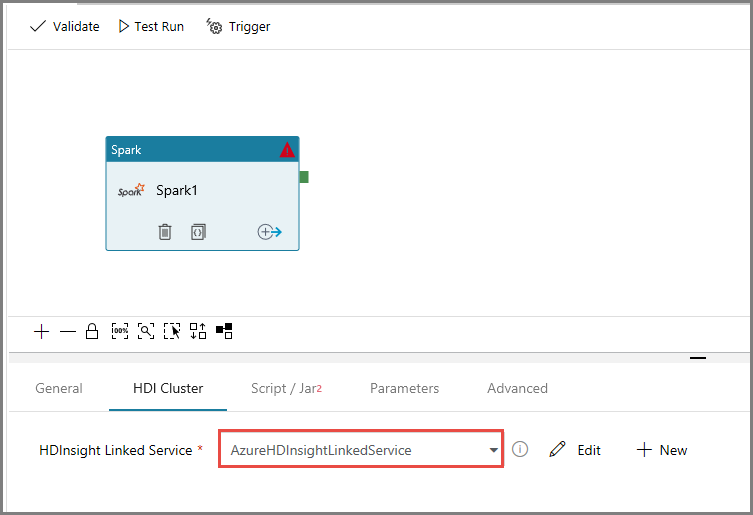 Validate Test Run Trigger
Spark
Spark Spark1
{}
100%
General HDI Cluster Script / Jar2 Parameters Advanced
HDInsight Linked Service * AzureHDInsightLinkedService Edit New